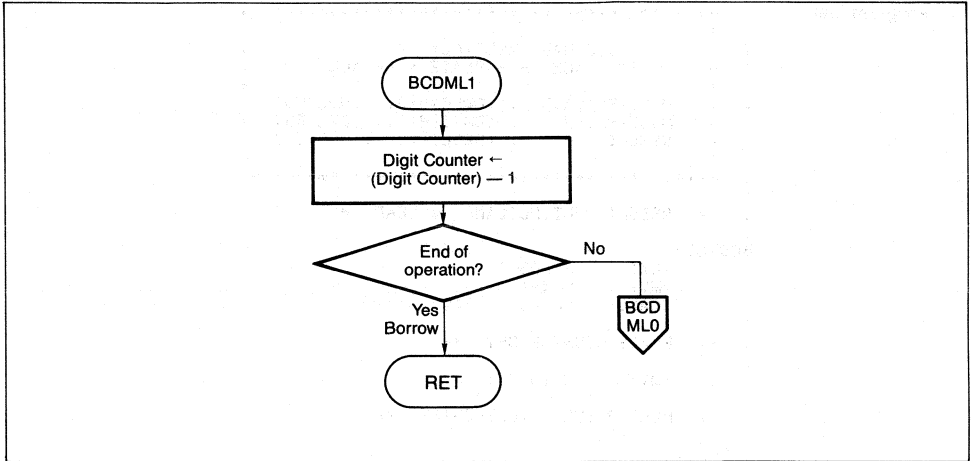 BCDML1
Digit Counter ←
(Digit Counter) — 1
End of
operation?
No
BCD
ML0
Yes
Borrow
RET